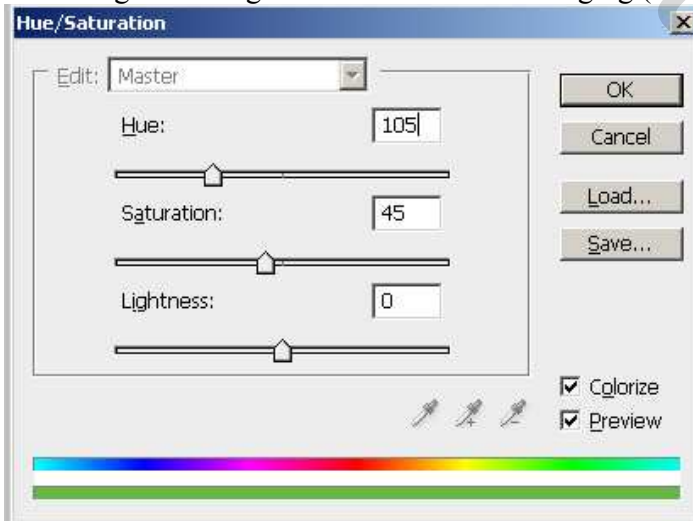 Hue/Saturation
Edit: Master
OK
Hue: 105
Cancel
Load...
Saturation: 45
Save...
Lightness: 0
Colorize
Preview